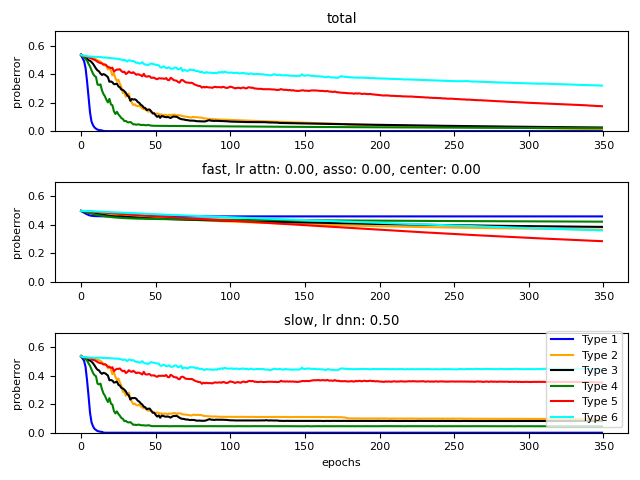 total
proberror
0.6
0.4
0.2
0.0
0 50 100 150 200 250 300 350
fast, lr attn: 0.00, asso: 0.00, center: 0.00
proberror
0.6
0.4
0.2
0.0
0 50 100 150 200 250 300 350
slow, lr dnn: 0.50
proberror
0.6
0.4
0.2
0.0
Type 1
Type 2
Type 3
Type 4
Type 5
Type 6
0 50 100 150 200 250 300 350
epochs